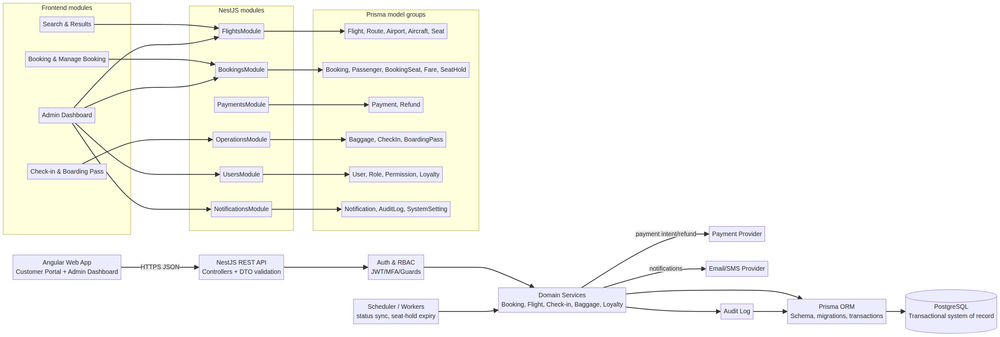 Frontend modules
Search & Results
Booking & Manage Booking
Admin Dashboard
Check-in & Boarding Pass
NestJS modules
FlightsModule
BookingsModule
PaymentsModule
OperationsModule
UsersModule
NotificationsModule
Prisma model groups
Flight, Route, Airport, Aircraft, Seat
Booking, Passenger, BookingSeat, Fare, SeatHold
Payment, Refund
Baggage, CheckIn, BoardingPass
User, Role, Permission, Loyalty
Notification, AuditLog, SystemSetting
Angular Web App
Customer Portal + Admin Dashboard
HTTPS JSON
NestJS REST API
Controllers + DTO validation
Auth & RBAC
JWT/MFA/Guards
Scheduler / Workers
status sync, seat-hold expiry
Domain Services
Booking, Flight, Check-in, Baggage, Loyalty
payment intent/refund
Payment Provider
notifications
Email/SMS Provider
Audit Log
Prisma ORM
Schema, migrations, transactions
PostgreSQL
Transactional system of record